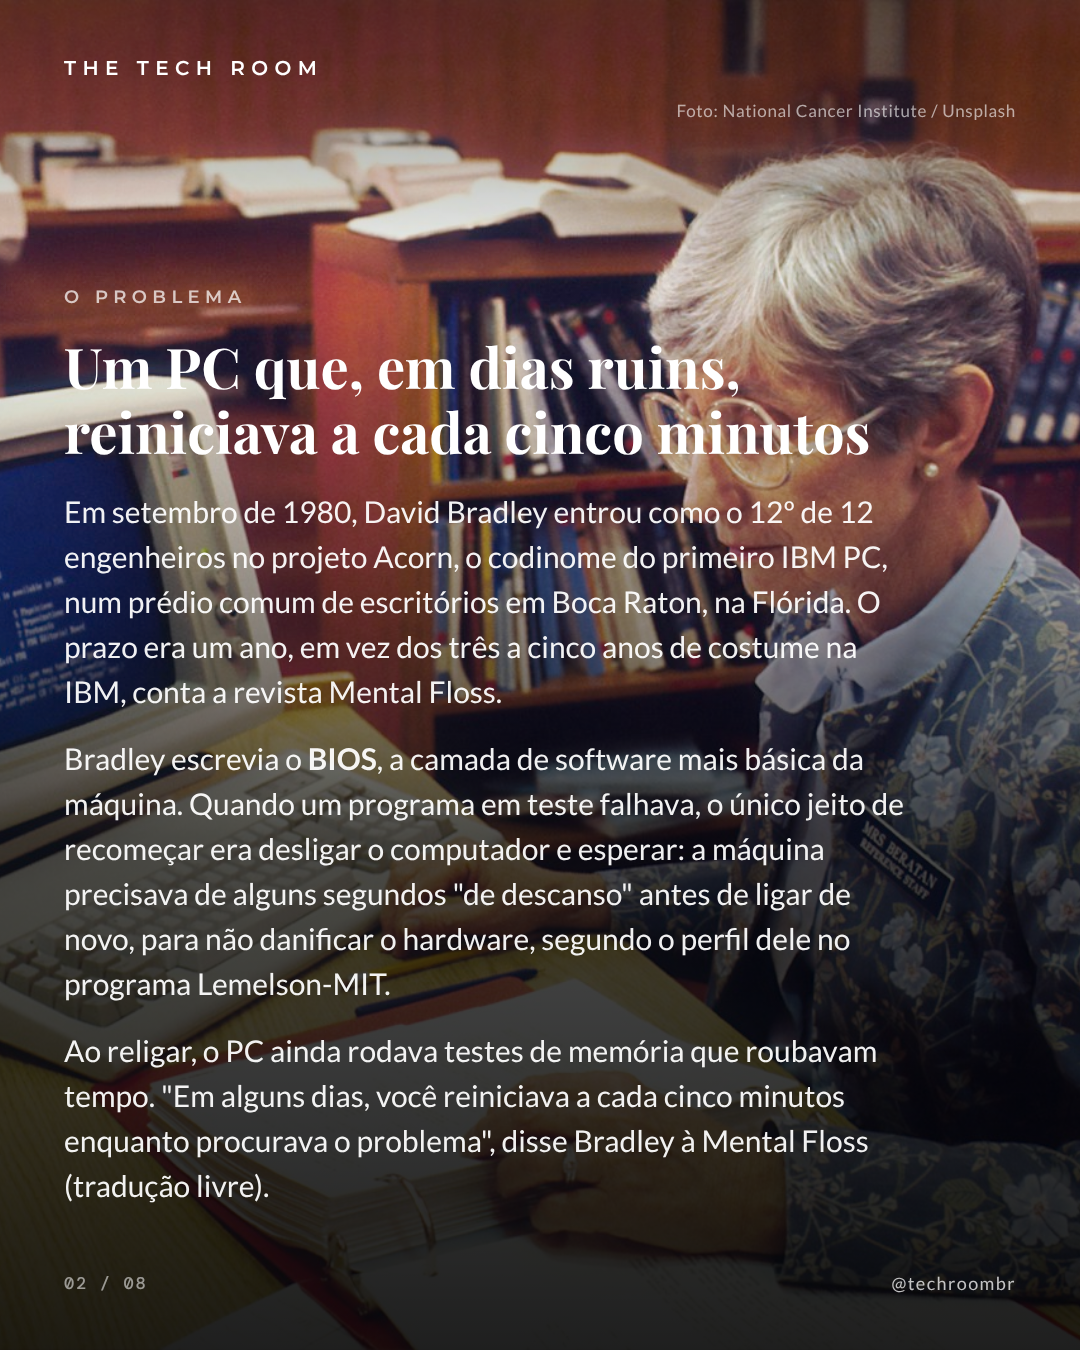 THE TECH ROOM
Foto: National Cancer Institute / Unsplash
O PROBLEMA
Um PC que, em dias ruins,
reiniciava a cada cinco minutos
Em setembro de 1980, David Bradley entrou como o 12º de 12
engenheiros no projeto Acorn, o codinome do primeiro IBM PC,
num prédio comum de escritórios em Boca Raton, na Flórida. O
prazo era um ano, em vez dos três a cinco anos de costume na
IBM, conta a revista Mental Floss.
Bradley escrevia o BIOS, a camada de software mais básica da
máquina. Quando um programa em teste falhava, o único jeito de
recomeçar era desligar o computador e esperar: a máquina
precisava de alguns segundos "de descanso" antes de ligar de
novo, para não danificar o hardware, segundo o perfil dele no
programa Lemelson-MIT.
Ao religar, o PC ainda rodava testes de memória que roubavam
tempo. "Em alguns dias, você reiniciava a cada cinco minutos
enquanto procurava o problema", disse Bradley à Mental Floss
(tradução livre).
MRS BERATAN
REFERENCE STAFF
02 / 08
@techroombr